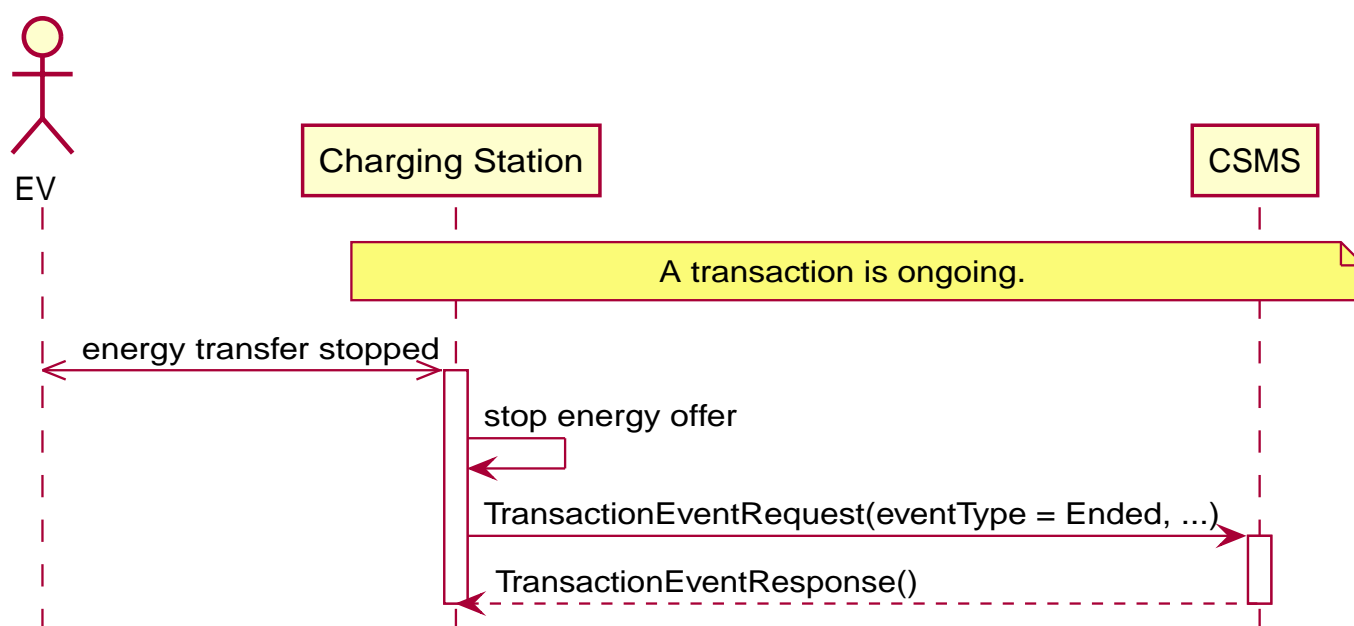 EV
Charging Station
CSMS
A transaction is ongoing.
energy transfer stopped
stop energy offer
TransactionEventRequest(eventType = Ended, ...)
TransactionEventResponse()